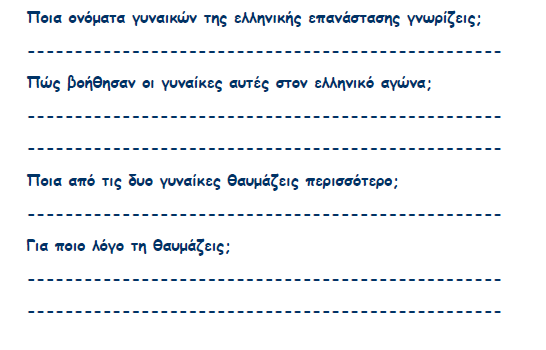 Ποια ονόματα γυναικών της ελληνικής επανάστασης γνωρίζεις;
--------------------------------------------------
Πώς βοήθησαν οι γυναίκες αυτές στον ελληνικό αγώνα;
--------------------------------------------------
--------------------------------------------------
Ποια από τις δυο γυναίκες θαυμάζεις περισσότερο;
--------------------------------------------------
Για ποιο λόγο τη θαυμάζεις;
--------------------------------------------------
--------------------------------------------------